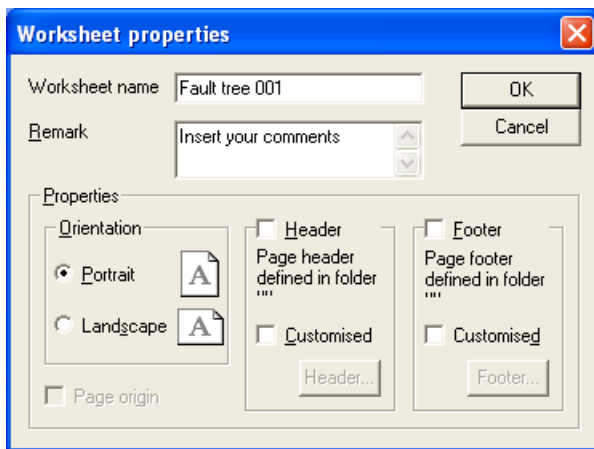 Worksheet properties
Worksheet name Fault tree 001 OK
Remark Insert your comments Cancel
Properties
Orientation
Portrait A
Landscape A
Page origin
Header
Page header
defined in folder
""
Customised
Header...
Footer
Page footer
defined in folder
""
Customised
Footer...